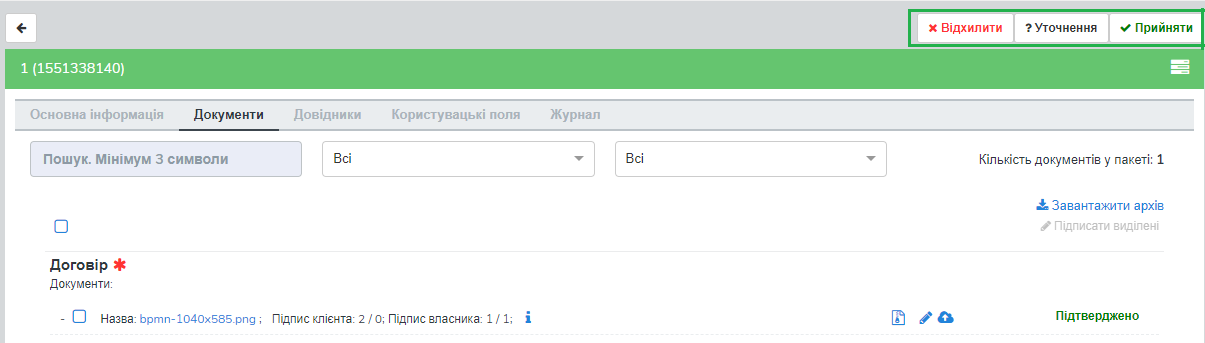 Відхилити ? Уточнення Прийняти
1 (1551338140)
Основна інформація Документи Довідники Користувацькі поля Журнал
Пошук. Мінімум 3 символи Всі Всі Кількість документів у пакеті: 1
Завантажити архів
Підписати виділені
Договір *
Документи:
- Назва: bpmn-1040x585.png ; Підпис клієнта: 2 / 0; Підпис власника: 1 / 1; Підтверджено